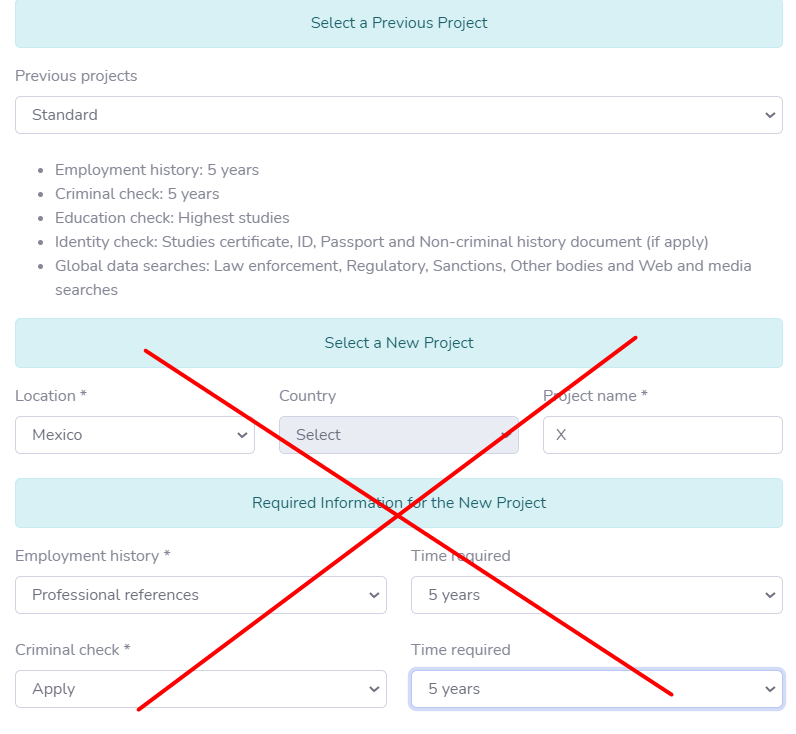 Select a Previous Project
Previous projects
Standard
Employment history: 5 years
Criminal check: 5 years
Education check: Highest studies
Identity check: Studies certificate, ID, Passport and Non-criminal history document (if apply)
Global data searches: Law enforcement, Regulatory, Sanctions, Other bodies and Web and media
searches
Select a New Project
Location * Country Project name *
Mexico Select X
Required Information for the New Project
Employment history * Time required
Professional references 5 years
Criminal check * Time required
Apply 5 years